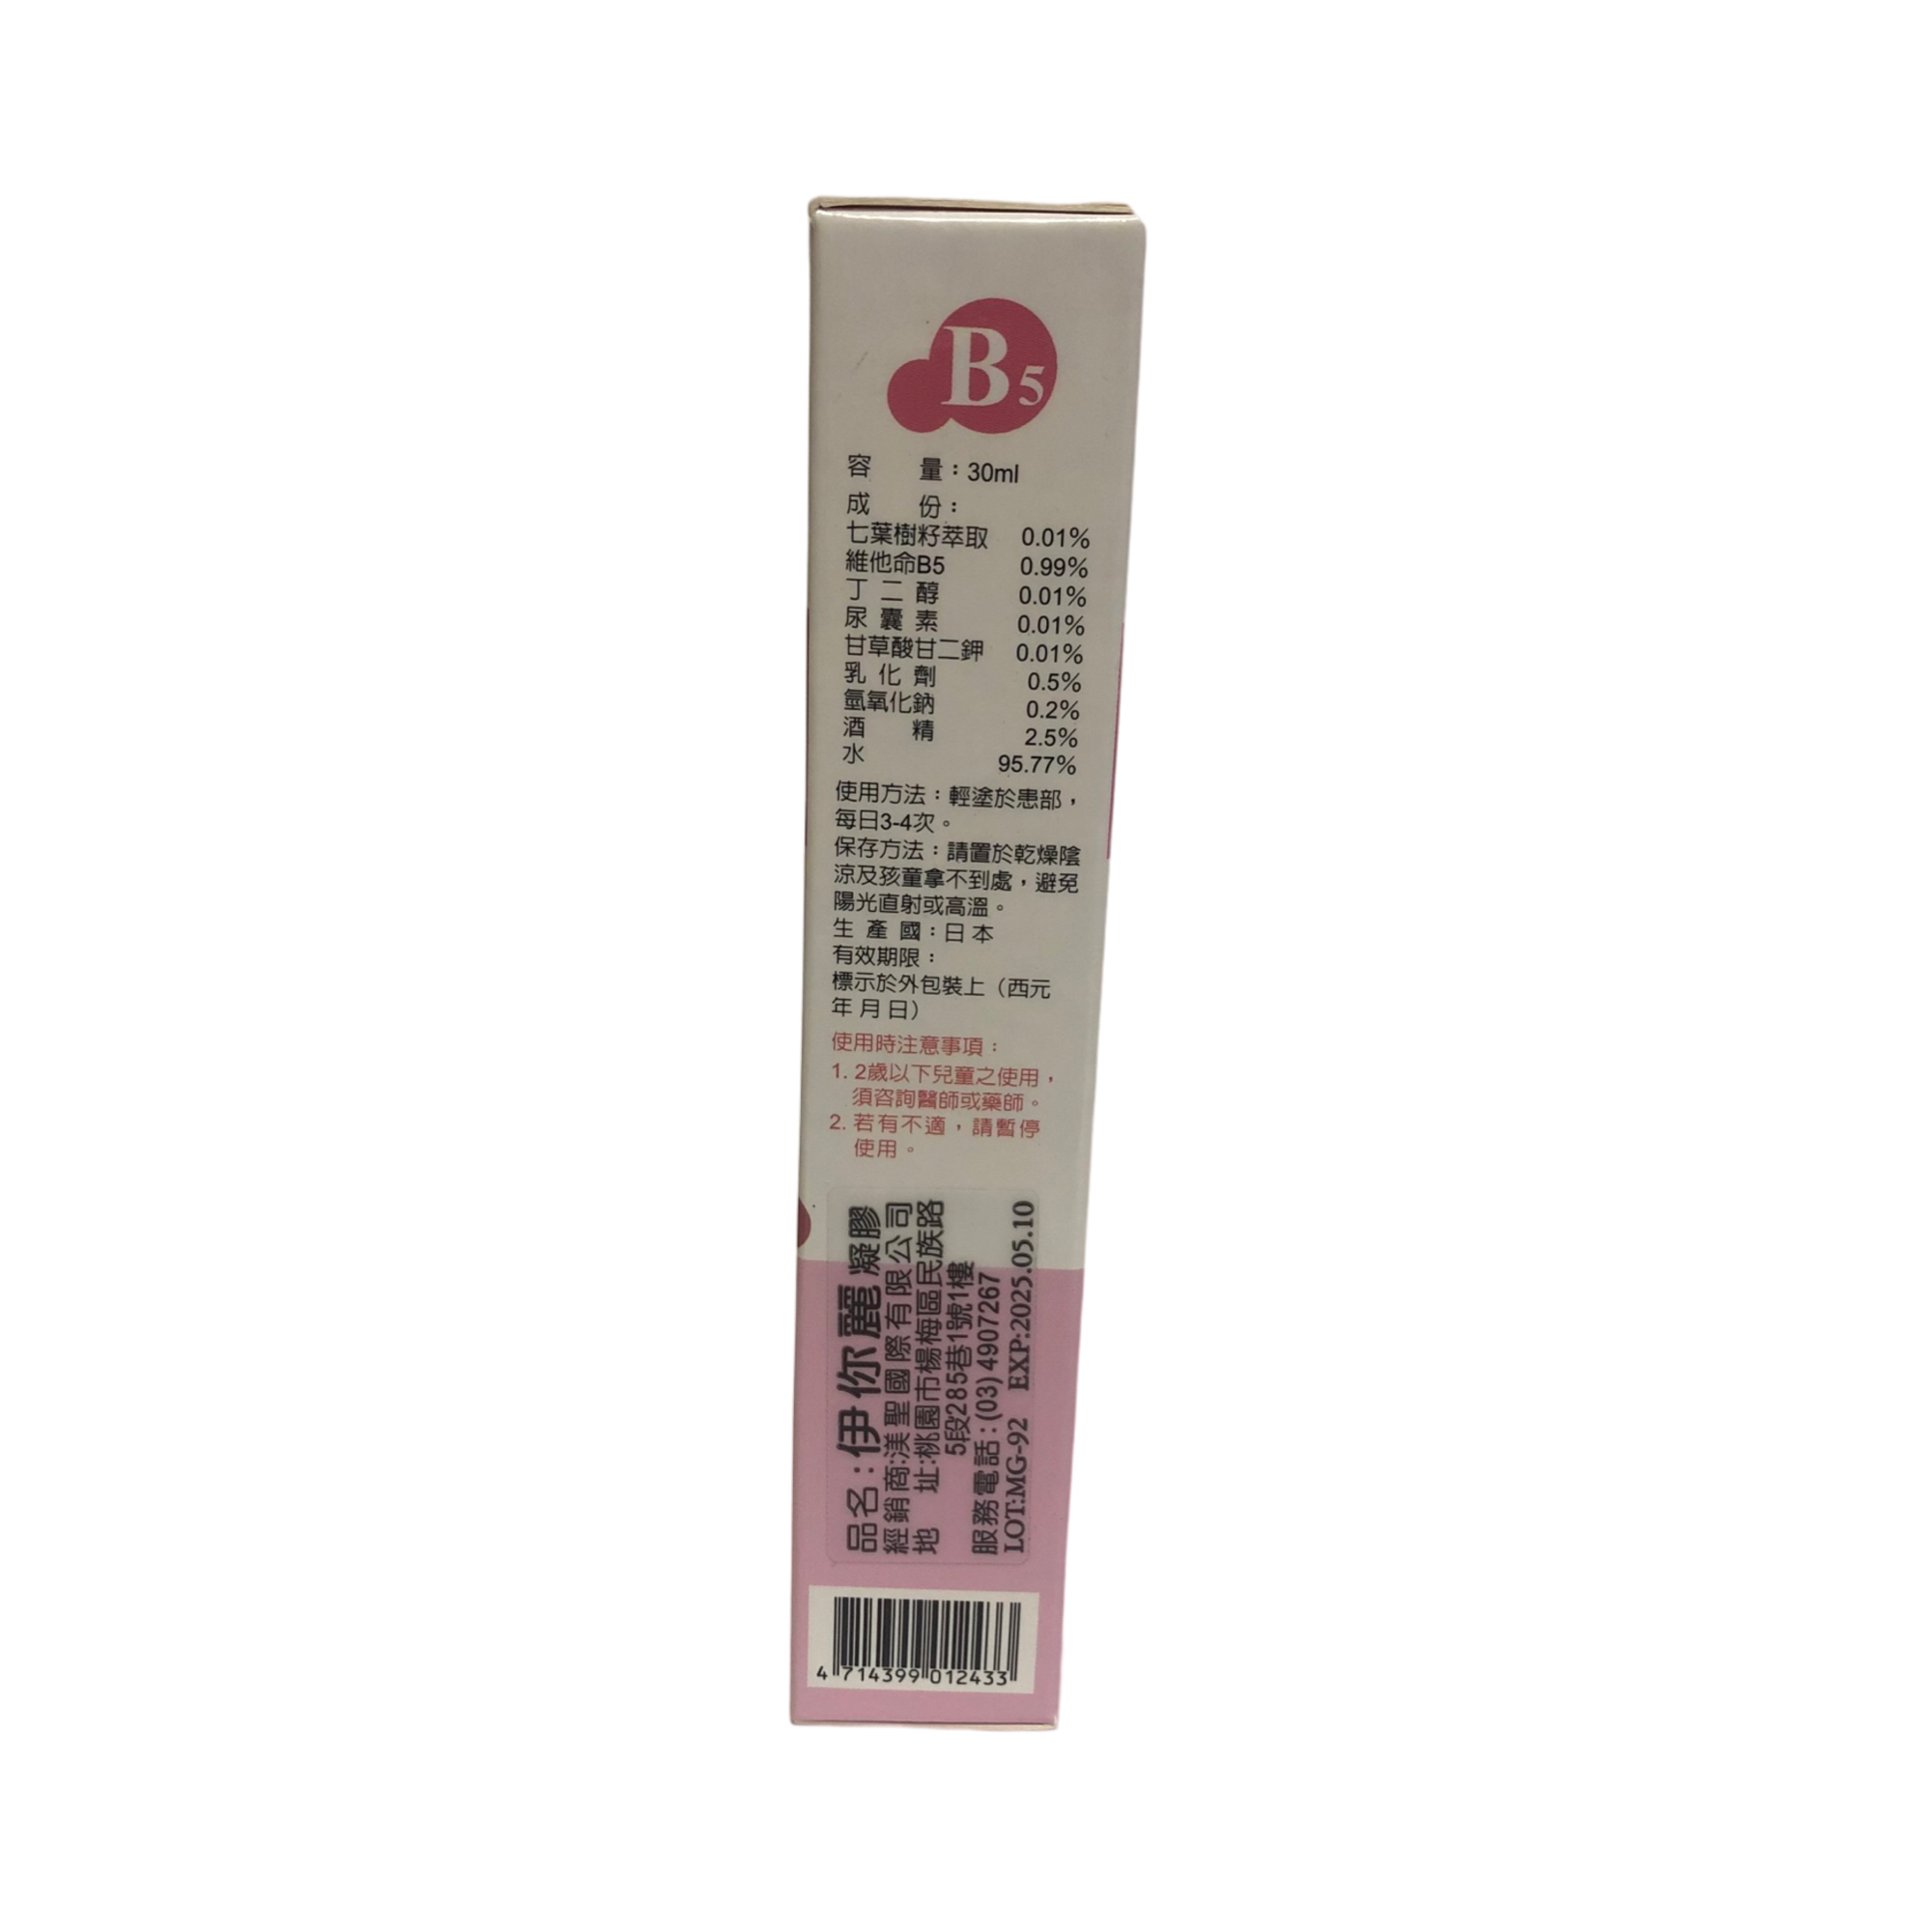 B5
容　　量：30ml
成　　份：
七葉樹籽萃取 0.01%
維他命B5 0.99%
丁二醇 0.01%
尿囊素 0.01%
甘草酸甘二鉀 0.01%
乳化劑 0.5%
氫氧化鈉 0.2%
酒　　精 2.5%
水 95.77%
使用方法：輕塗於患部，
每日3-4次。
保存方法：請置於乾燥陰
涼及孩童拿不到處，避免
陽光直射或高溫。
生 產 國：日本
有效期限：
標示於外包裝上（西元
年月日）
使用時注意事項：
1. 2歲以下兒童之使用，
須咨詢醫師或藥師。
2. 若有不適，請暫停
使用。
品名：伊你麗凝膠
經銷商:渼聖國際有限公司
地　　址:桃園市楊梅區民族路
5段285巷1號1樓
服務電話：(03) 4907267
LOT:MG-92 EXP:2025.05.10
4 714399 012433